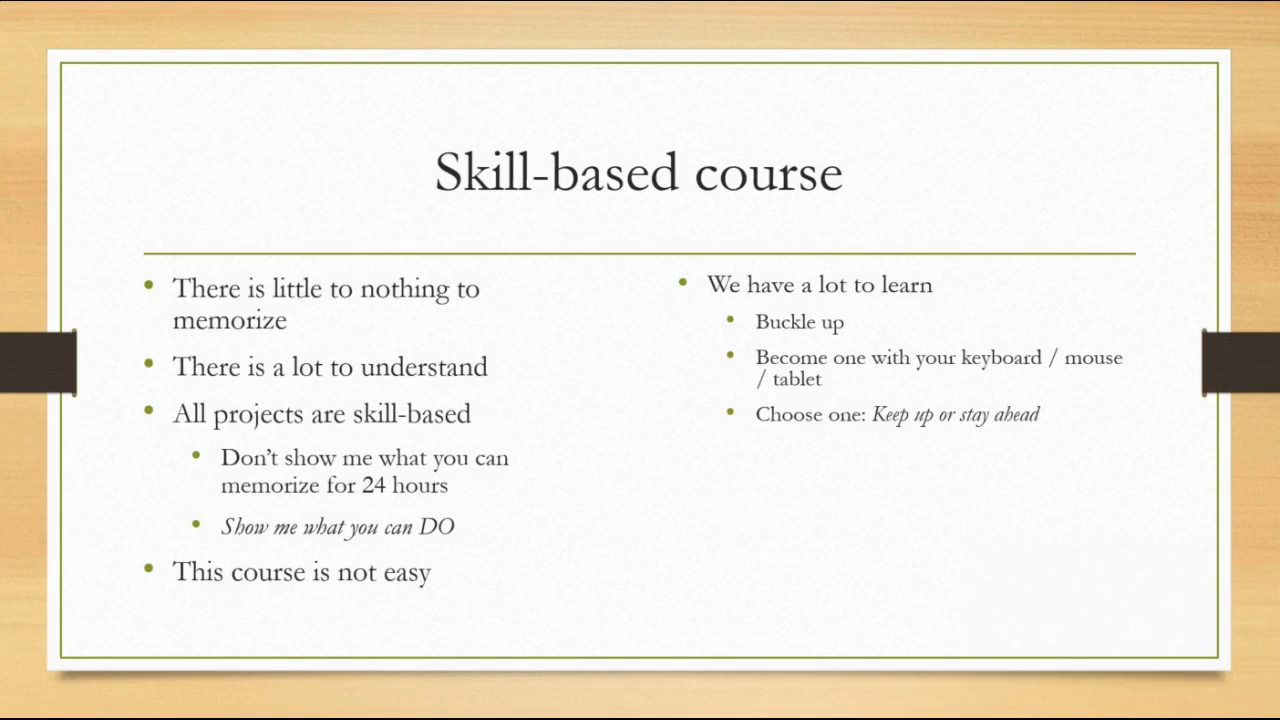 Skill-based course
There is little to nothing to
memorize
There is a lot to understand
All projects are skill-based
Don’t show me what you can
memorize for 24 hours
Show me what you can DO
This course is not easy
We have a lot to learn
Buckle up
Become one with your keyboard / mouse
/ tablet
Choose one: Keep up or stay ahead